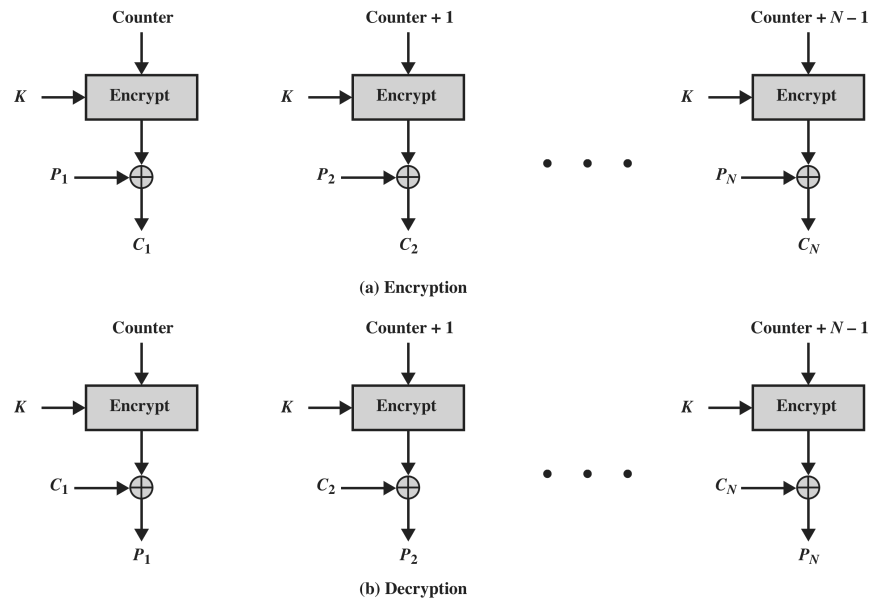 Counter Counter + 1 Counter + N – 1
K Encrypt K Encrypt K Encrypt
P1 P2 PN
C1 C2 CN
(a) Encryption
Counter Counter + 1 Counter + N – 1
K Encrypt K Encrypt K Encrypt
C1 C2 CN
P1 P2 PN
(b) Decryption